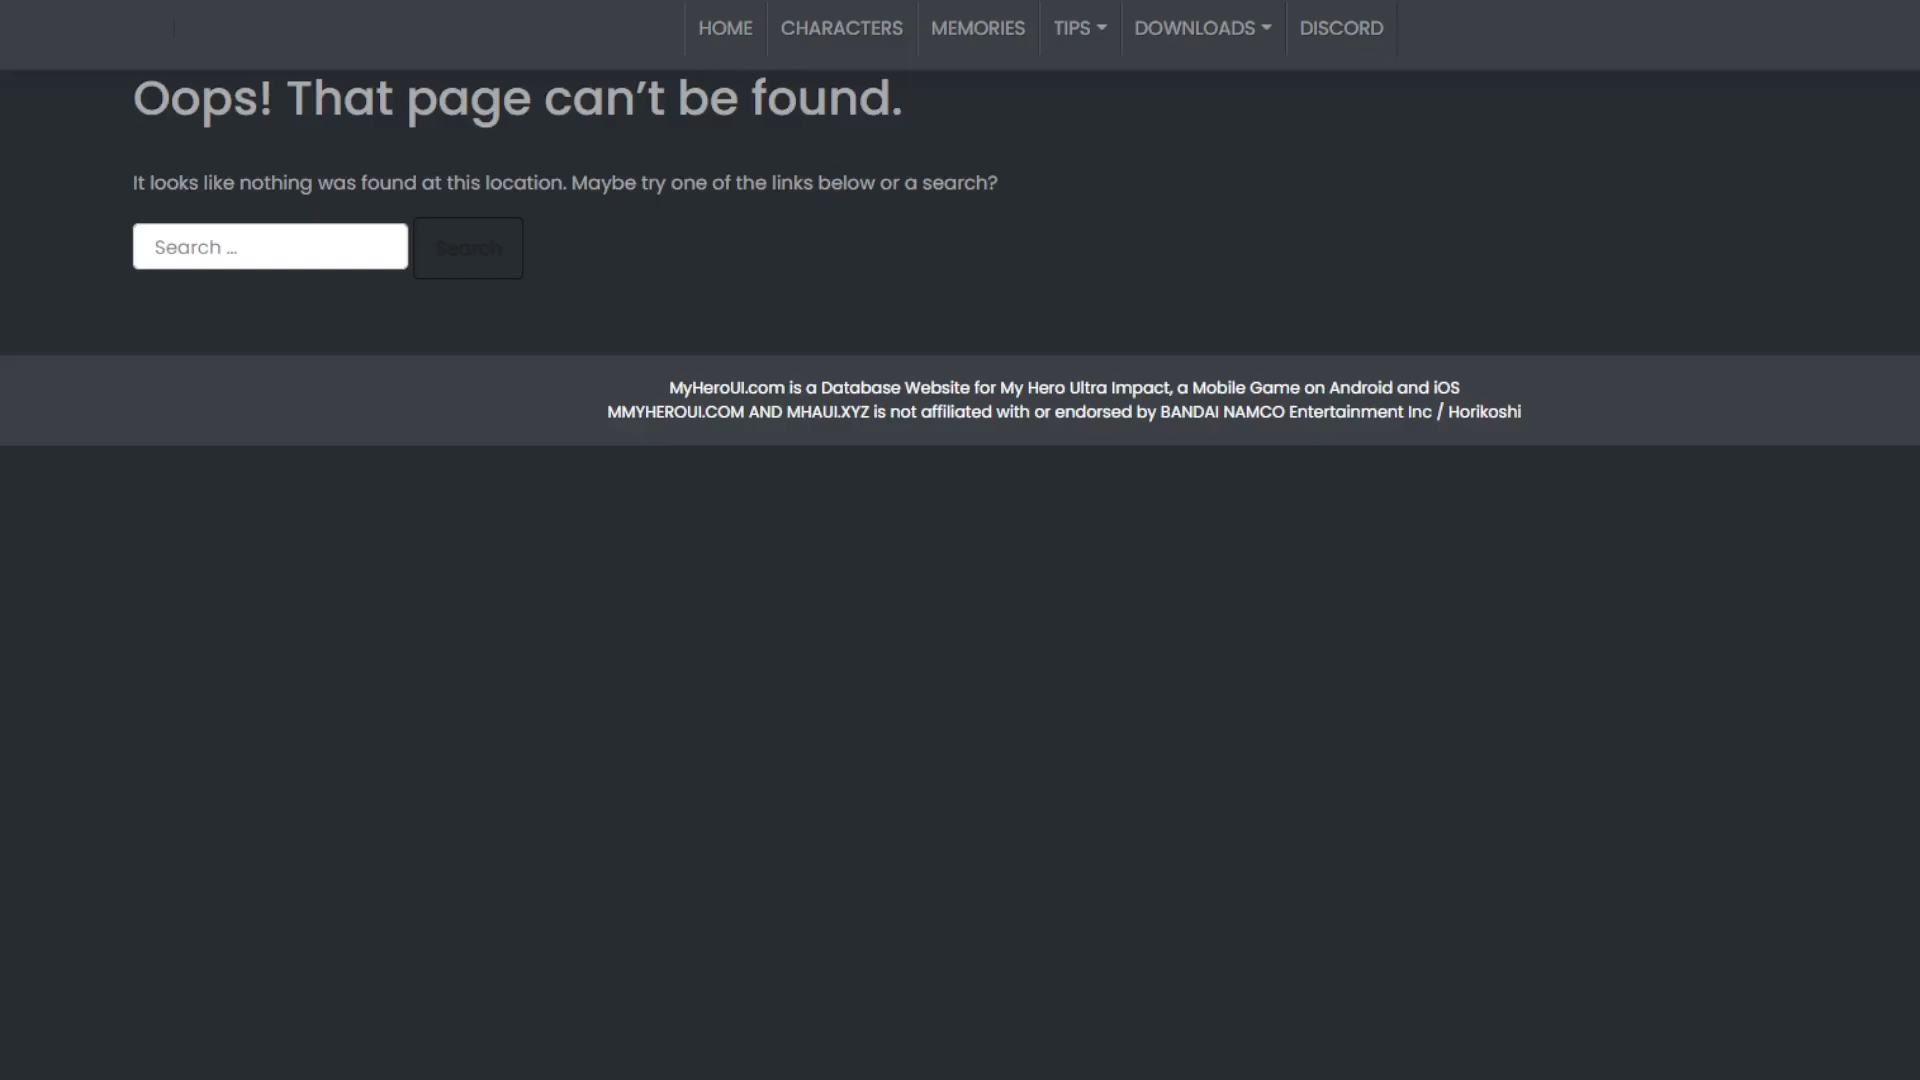 HOME CHARACTERS MEMORIES TIPS DOWNLOADS DISCORD
Oops! That page can’t be found.
It looks like nothing was found at this location. Maybe try one of the links below or a search?
Search ... Search
MyHeroUI.com is a Database Website for My Hero Ultra Impact, a Mobile Game on Android and iOS
MMYHEROUI.COM AND MHAUI.XYZ is not affiliated with or endorsed by BANDAI NAMCO Entertainment Inc / Horikoshi